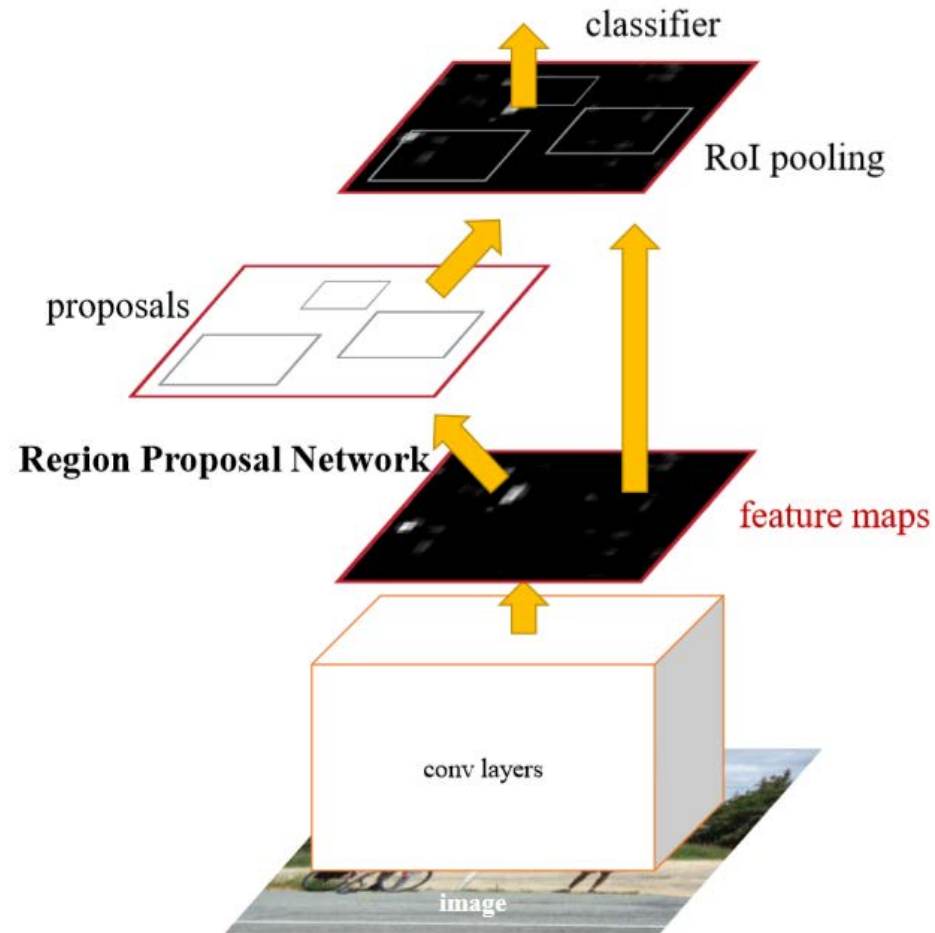 classifier
RoI pooling
proposals
Region Proposal Network
feature maps
conv layers
image